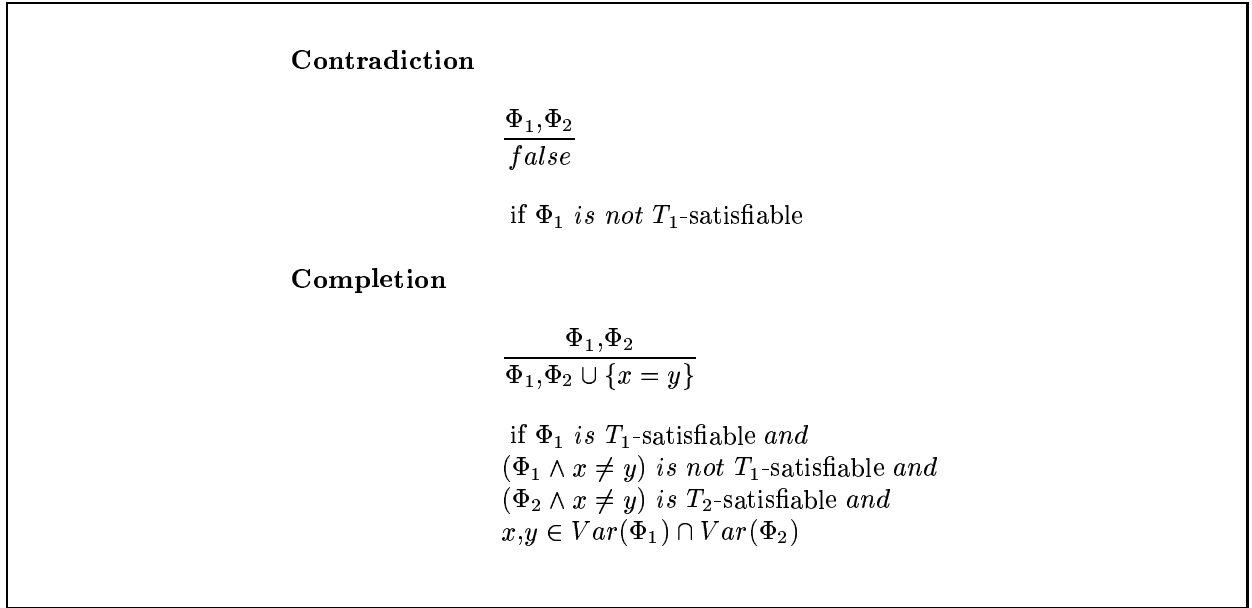 Contradiction
Φ₁,Φ₂
false
if Φ₁ is not T₁-satisfiable
Completion
Φ₁,Φ₂
Φ₁,Φ₂ ∪ {x = y}
if Φ₁ is T₁-satisfiable and
(Φ₁ ∧ x ≠ y) is not T₁-satisfiable and
(Φ₂ ∧ x ≠ y) is T₂-satisfiable and
x,y ∈ Var(Φ₁) ∩ Var(Φ₂)